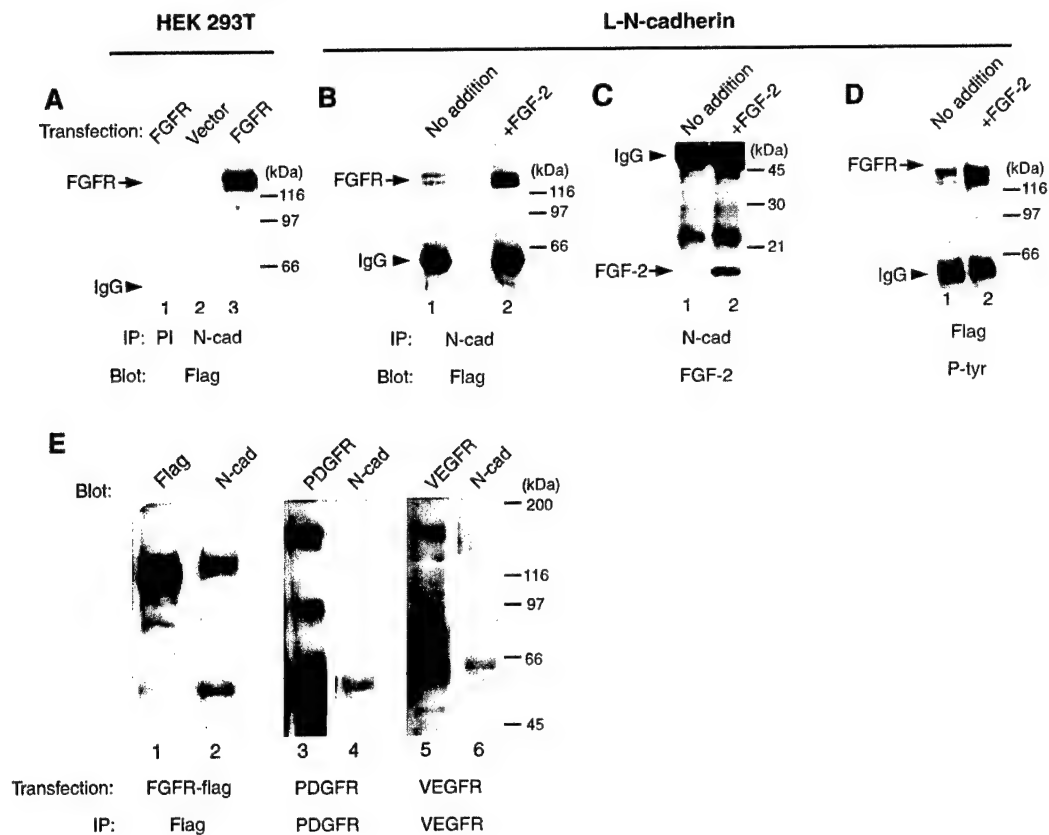 HEK 293T
L-N-cadherin
A
Transfection: FGFR Vector FGFR
(kDa)
FGFR
116
97
66
IgG
1 2 3
IP: PI N-cad
Blot: Flag
B
No addition +FGF-2
(kDa)
FGFR
116
97
66
IgG
1 2
IP: N-cad
Blot: Flag
C
No addition +FGF-2
(kDa)
IgG
45
30
21
FGF-2
1 2
N-cad
FGF-2
D
No addition +FGF-2
(kDa)
FGFR
116
97
66
IgG
1 2
Flag
P-tyr
E
Blot: Flag N-cad PDGFR N-cad VEGFR N-cad
(kDa)
200
116
97
66
45
1 2 3 4 5 6
Transfection: FGFR-flag PDGFR VEGFR
IP: Flag PDGFR VEGFR